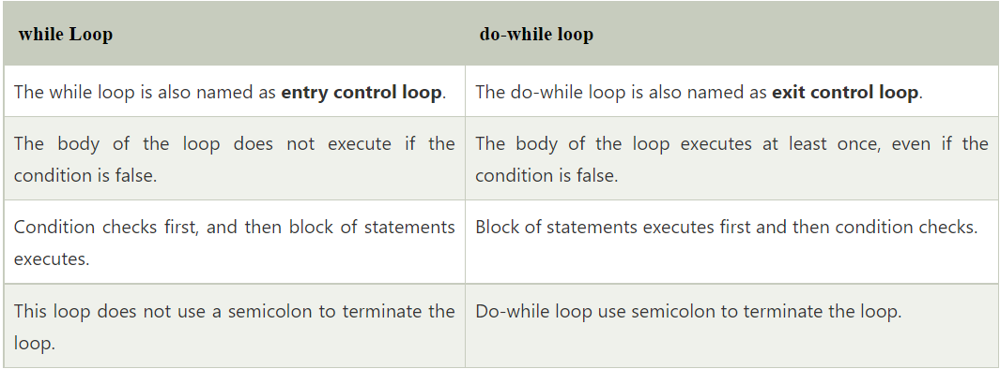 while Loop
do-while loop
The while loop is also named as entry control loop.
The do-while loop is also named as exit control loop.
The body of the loop does not execute if the
condition is false.
The body of the loop executes at least once, even if the
condition is false.
Condition checks first, and then block of statements
executes.
Block of statements executes first and then condition checks.
This loop does not use a semicolon to terminate the
loop.
Do-while loop use semicolon to terminate the loop.